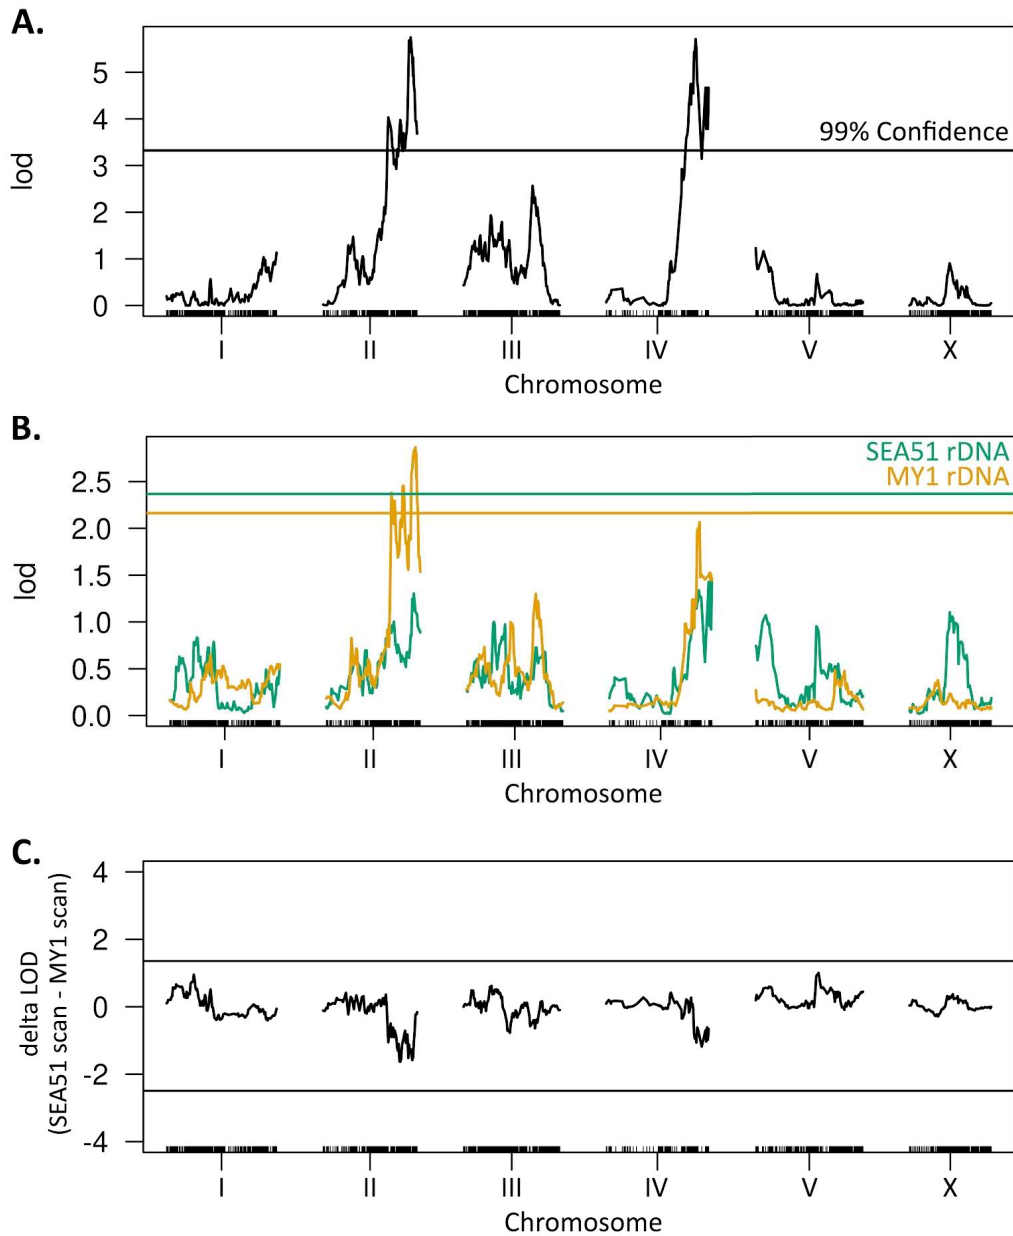 A.
lod
5
4
3
2
1
0
99% Confidence
I II III IV V X
Chromosome
B.
lod
2.5
2.0
1.5
1.0
0.5
0.0
SEA51 rDNA
MY1 rDNA
I II III IV V X
Chromosome
C.
delta LOD
(SEA51 scan - MY1 scan)
4
2
0
-2
-4
I II III IV V X
Chromosome